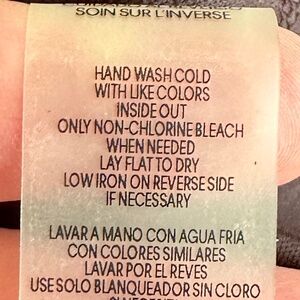 SOIN SUR L'INVERSE
HAND WASH COLD
WITH LIKE COLORS
INSIDE OUT
ONLY NON-CHLORINE BLEACH
WHEN NEEDED
LAY FLAT TO DRY
LOW IRON ON REVERSE SIDE
IF NECESSARY
LAVAR A MANO CON AGUA FRIA
CON COLORES SIMILARES
LAVAR POR EL REVES
USE SOLO BLANQUEADOR SIN CLORO